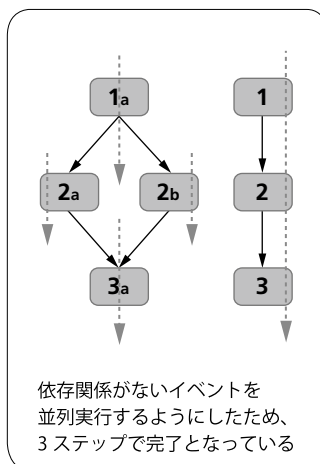 1a 1
2a 2b 2
3a 3
依存関係がないイベントを
並列実行するようにしたため、
3 ステップで完了となっている